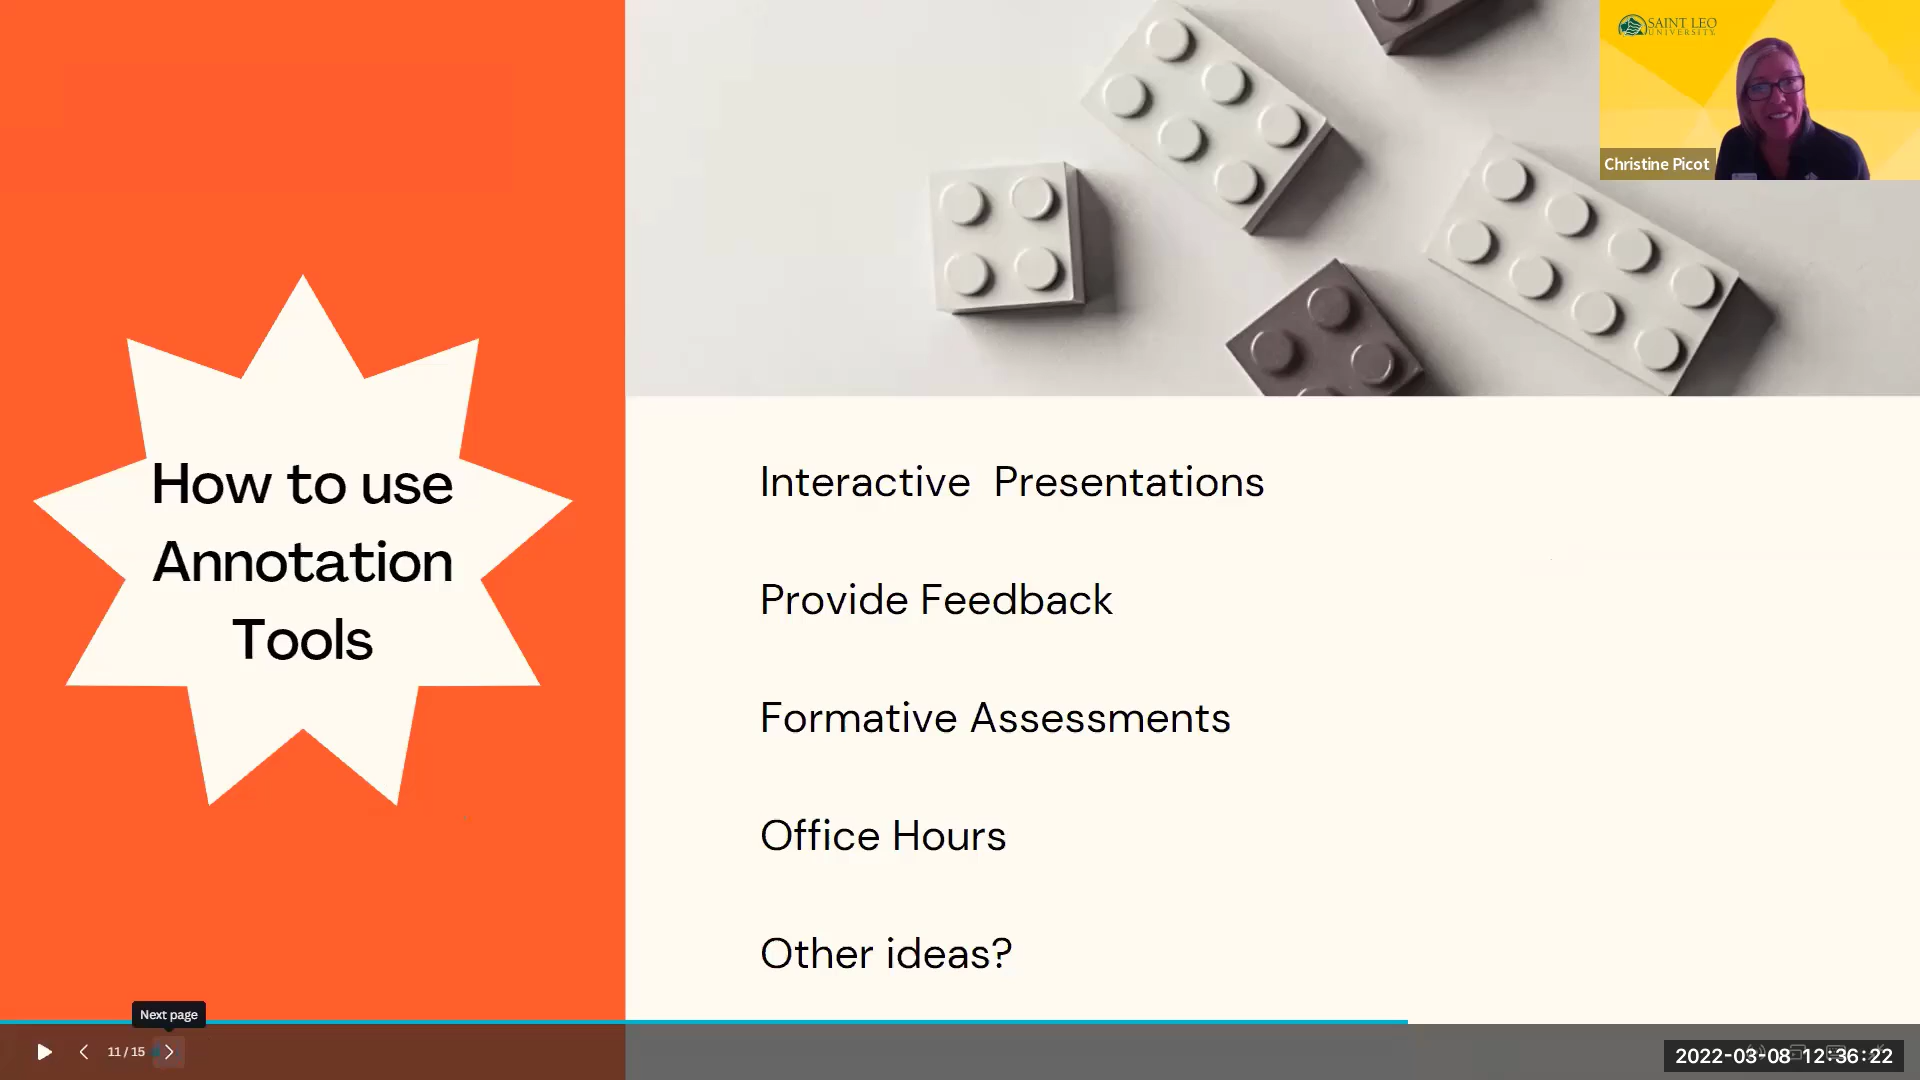 SAINT LEO
UNIVERSITY
Christine Picot
How to use
Annotation
Tools
Interactive Presentations
Provide Feedback
Formative Assessments
Office Hours
Other ideas?
Next page
11 / 15
2022-03-08 12:36:22